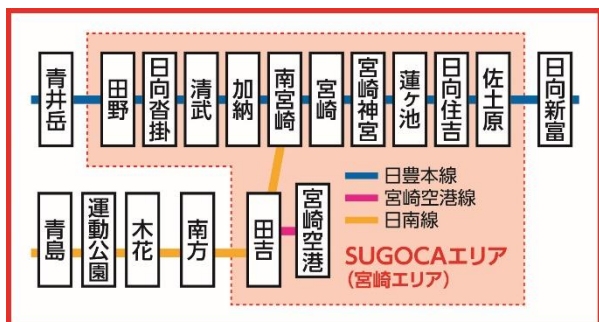 青井岳
田野
日向沓掛
清武
加納
南宮崎
宮崎
宮崎神宮
蓮ヶ池
日向住吉
佐土原
日向新富
青島
運動公園
木花
南方
田吉
宮崎空港
日豊本線
宮崎空港線
日南線
SUGOCAエリア
(宮崎エリア)